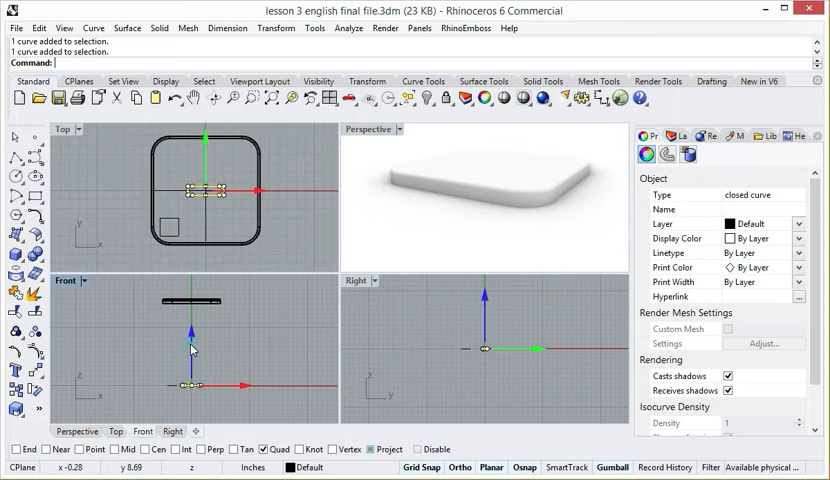 lesson 3 english final file.3dm (23 KB) - Rhinoceros 6 Commercial
File Edit View Curve Surface Solid Mesh Dimension Transform Tools Analyze Render Panels RhinoEmboss Help
1 curve added to selection.
1 curve added to selection.
Command:
Standard CPlanes Set View Display Select Viewport Layout Visibility Transform Curve Tools Surface Tools Solid Tools Mesh Tools Render Tools Drafting New in V6
Top
Perspective
Pr La Re M Lib He
Object
Type closed curve
Name
Layer Default
Display Color By Layer
Linetype By Layer
Print Color By Layer
Print Width By Layer
Hyperlink ...
Render Mesh Settings
Custom Mesh
Settings Adjust...
Rendering
Casts shadows
Receives shadows
Isocurve Density
Density 1
y
x
Front
Right
z
x
z
y
Perspective Top Front Right
End Near Point Mid Cen Int Perp Tan Quad Knot Vertex Project Disable
CPlane x -0.28 y 8.69 z Inches Default Grid Snap Ortho Planar Osnap SmartTrack Gumball Record History Filter Available physical ...